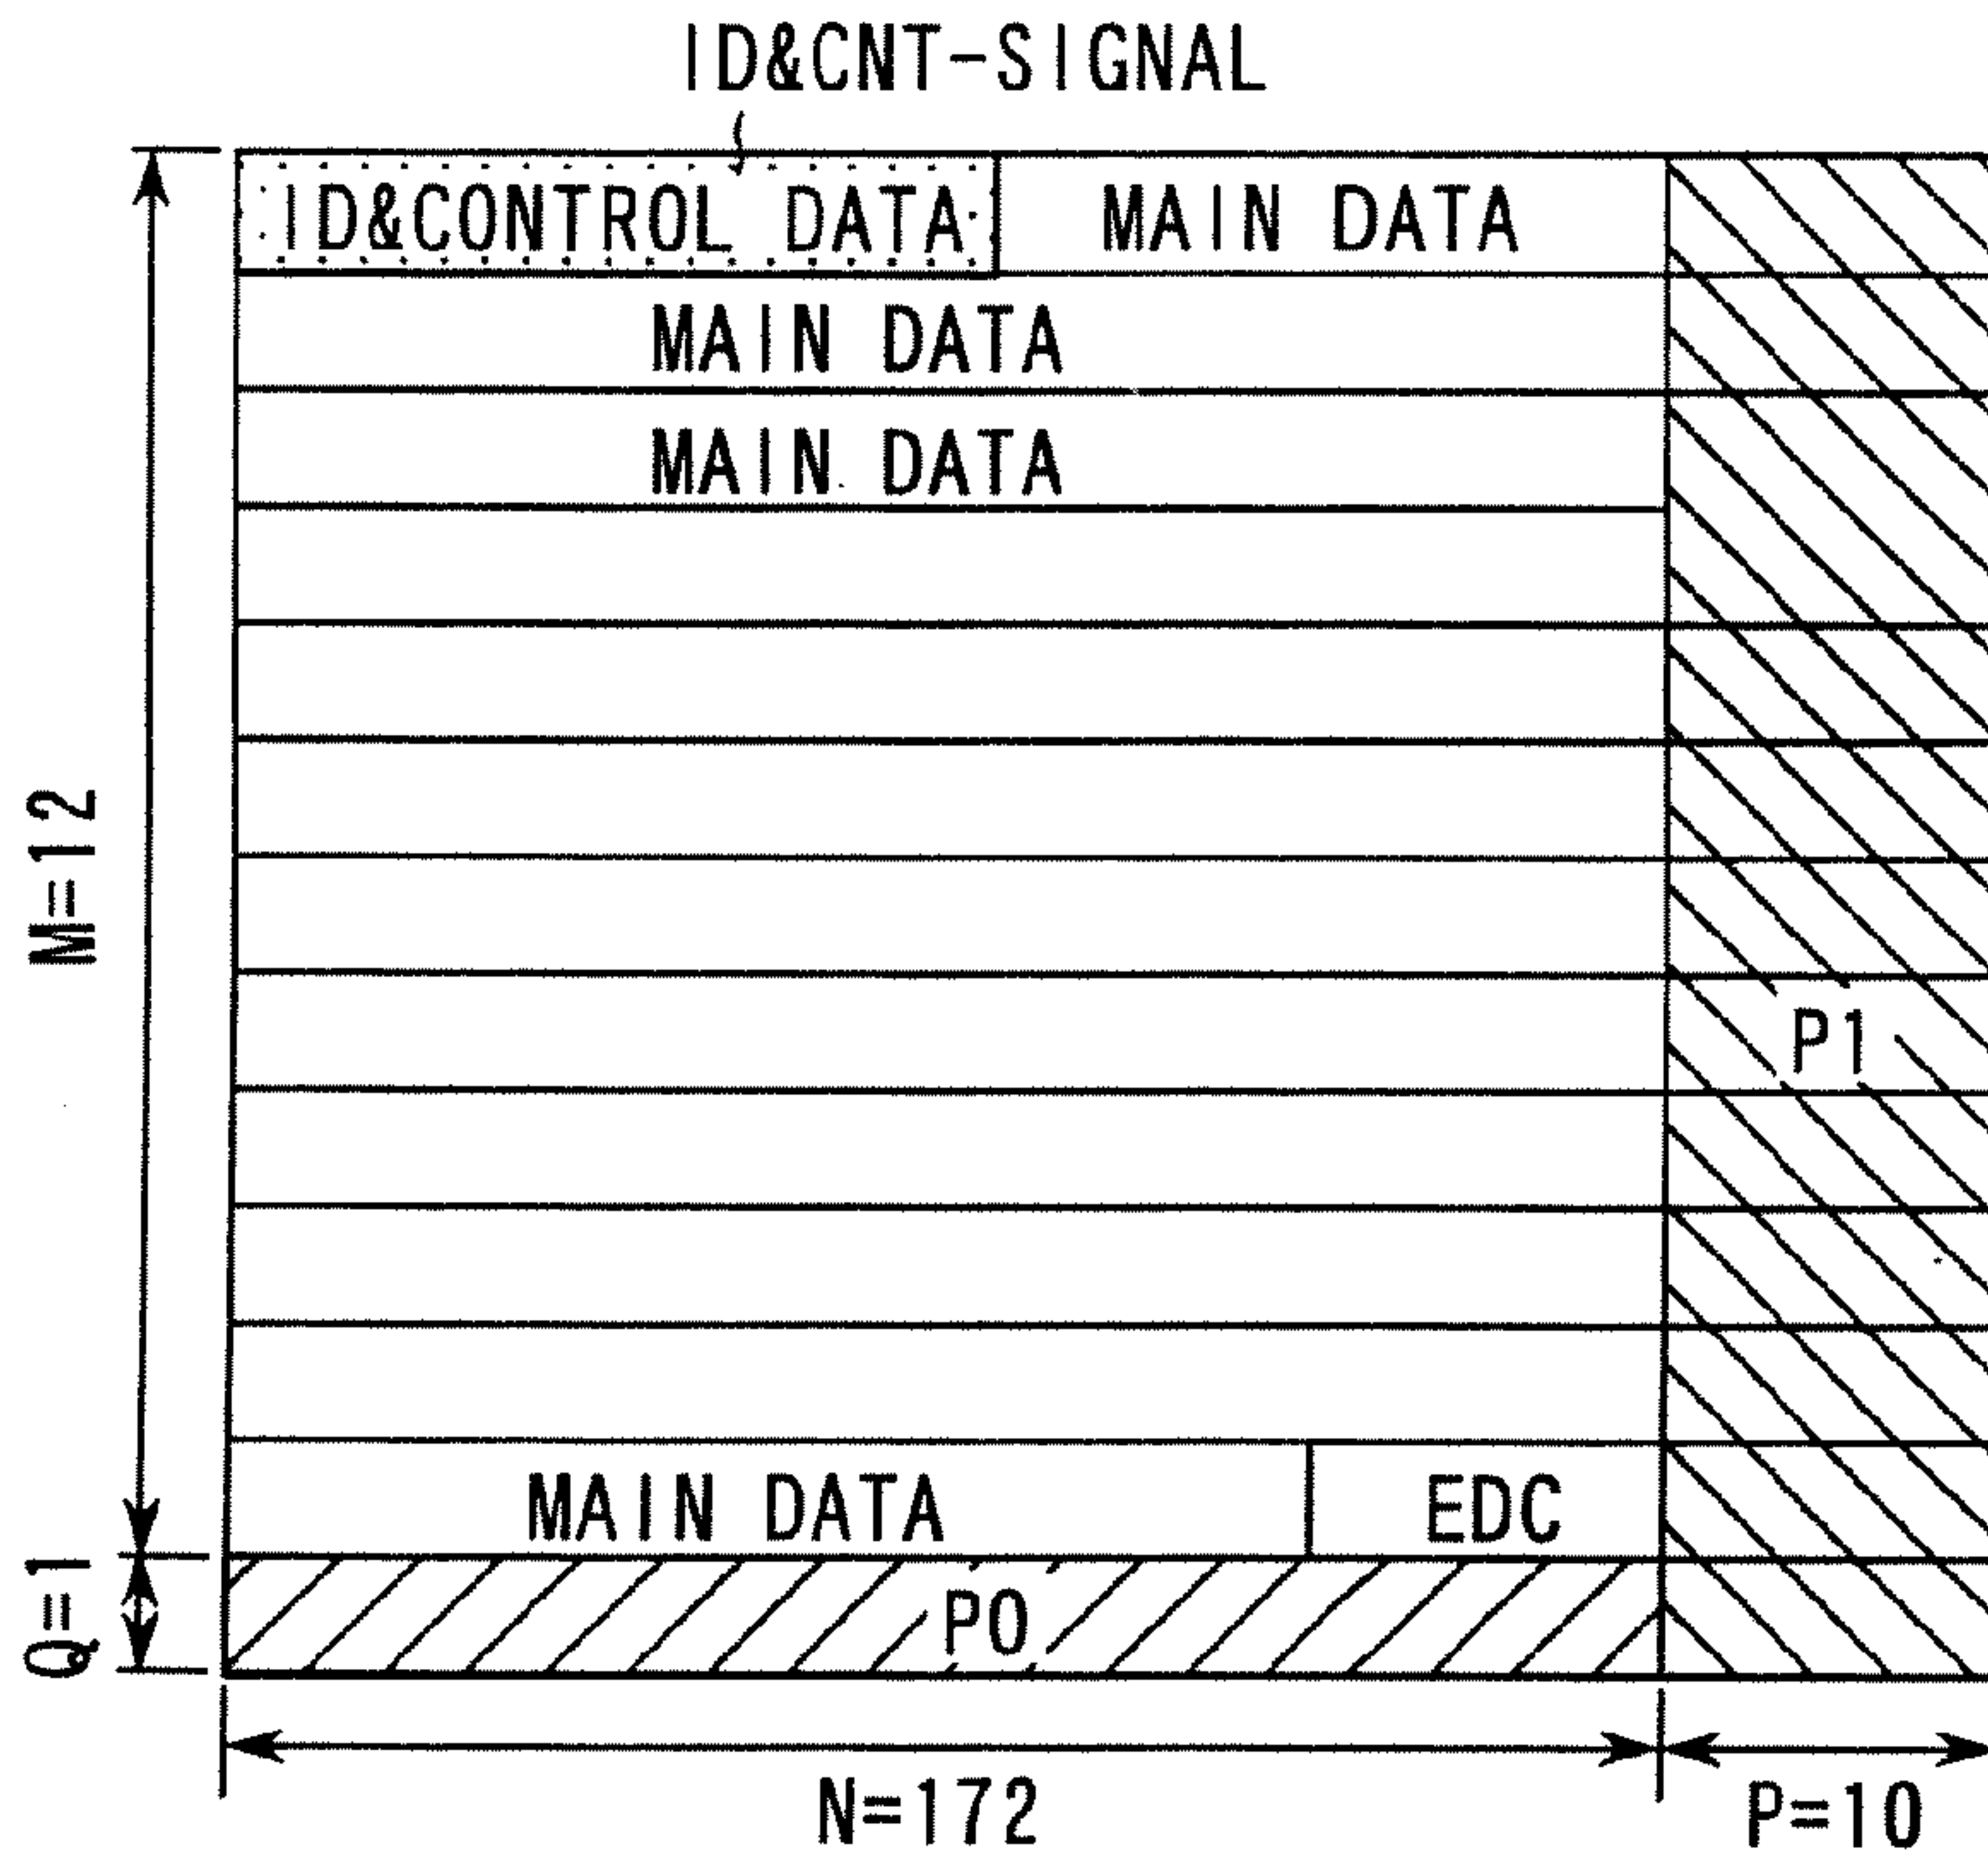 ID&CNT-SIGNAL
ID&CONTROL DATA MAIN DATA
MAIN DATA
MAIN DATA
M=12
P1
MAIN DATA EDC
Q=1
PO
N=172
P=10